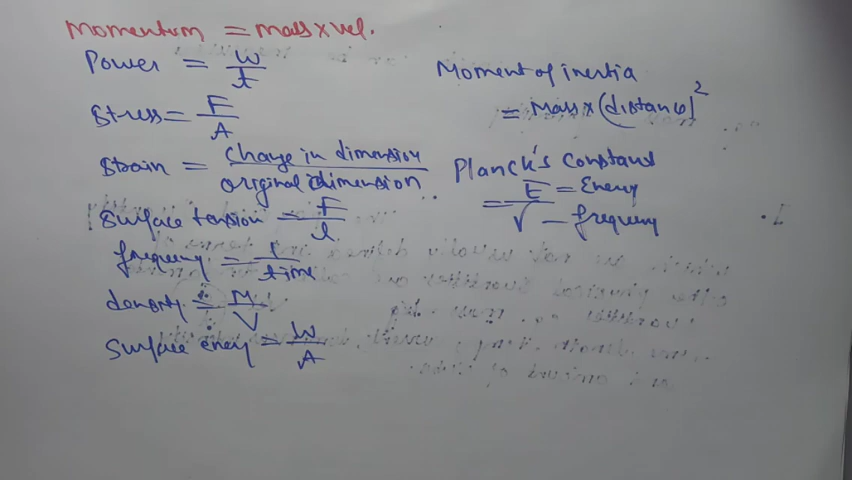 Momentum = mass x vel.
Power = W/t
Stress = F/A
Strain = change in dimension/original dimension
Surface tension = F/l
frequency = 1/time
density = M/V
Surface enery = W/A
Moment of inertia
= Mass x (distance)²
Planck's Constant
= E = Energy
ν – frequency